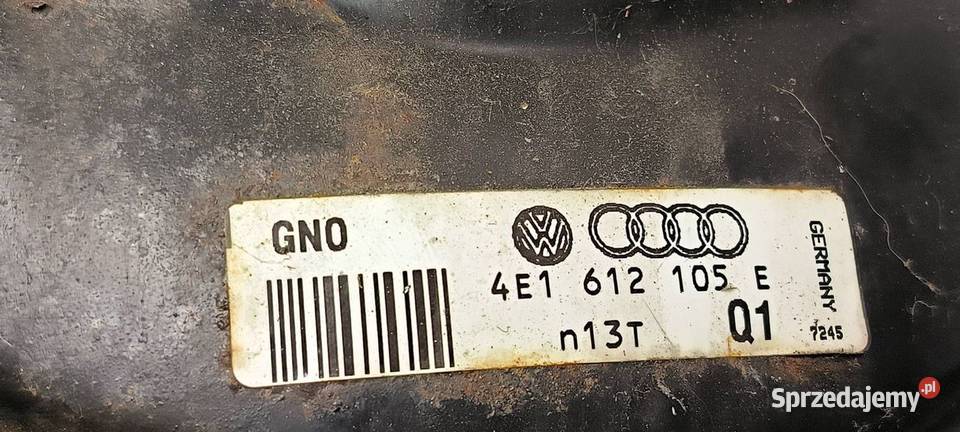 GNO
4E1 612 105 E
n13T Q1
GERMANY
7245
Sprzedajemy.pl